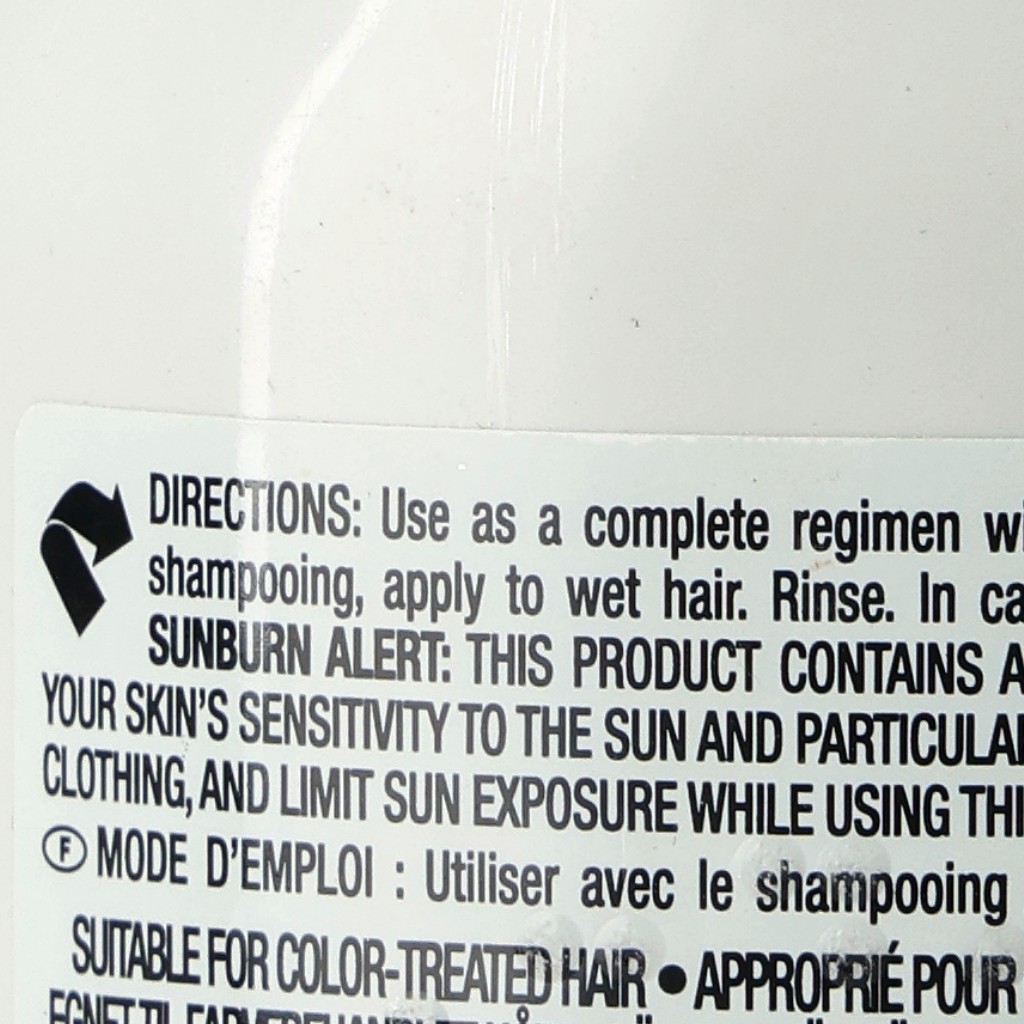 DIRECTIONS: Use as a complete regimen
shampooing, apply to wet hair. Rinse. In
SUNBURN ALERT: THIS PRODUCT CONTAINS
YOUR SKIN'S SENSITIVITY TO THE SUN AND
CLOTHING, AND LIMIT SUN EXPOSURE WHILE USING
F MODE D'EMPLOI : Utiliser avec le shampooing
SUITABLE FOR COLOR-TREATED HAIR • APPROPRIÉ POUR